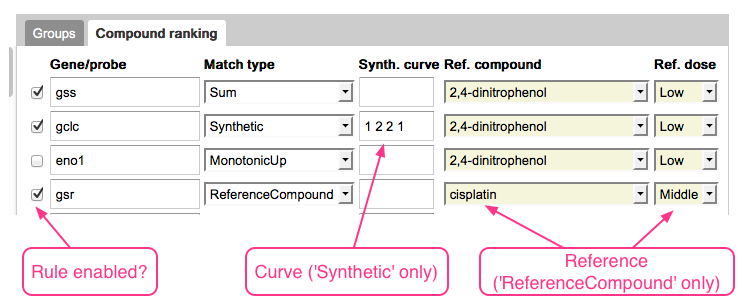 Groups Compound ranking
Gene/probe Match type Synth. curve Ref. compound Ref. dose
gss Sum 2,4-dinitrophenol Low
gclc Synthetic 1 2 2 1 2,4-dinitrophenol Low
eno1 MonotonicUp 2,4-dinitrophenol Low
gsr ReferenceCompound cisplatin Middle
Rule enabled? Curve ('Synthetic' only) Reference
('ReferenceCompound' only)